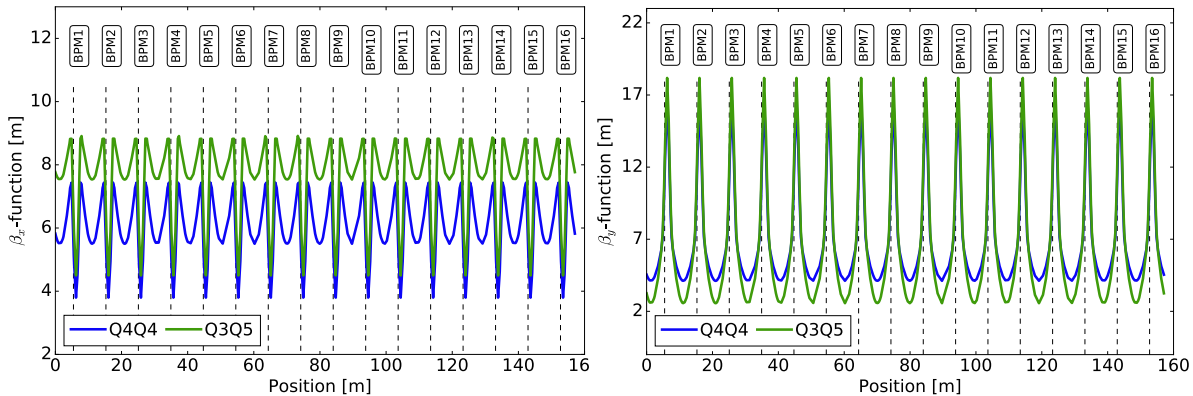 BPM1 BPM2 BPM3 BPM4 BPM5 BPM6 BPM7 BPM8 BPM9 BPM10 BPM11 BPM12 BPM13 BPM14 BPM15 BPM16
12
10
8
6
4
2
βx-function [m]
Q4Q4 Q3Q5
0 20 40 60 80 100 120 140 16
Position [m]
BPM1 BPM2 BPM3 BPM4 BPM5 BPM6 BPM7 BPM8 BPM9 BPM10 BPM11 BPM12 BPM13 BPM14 BPM15 BPM16
22
17
12
7
2
βy-function [m]
Q4Q4 Q3Q5
0 20 40 60 80 100 120 140 160
Position [m]